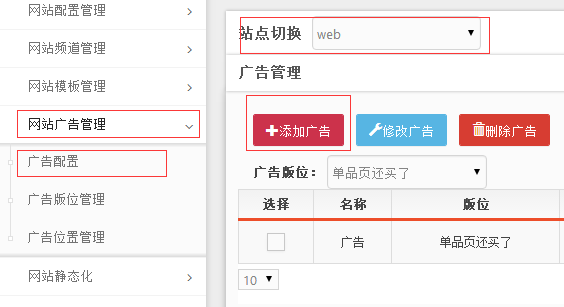 网站配置管理
网站频道管理
网站模板管理
网站广告管理
广告配置
广告版位管理
广告位置管理
网站静态化
站点切换 web
广告管理
添加广告 修改广告 删除广告
广告版位: 单品页还买了
选择 名称 版位
广告 单品页还买了
10